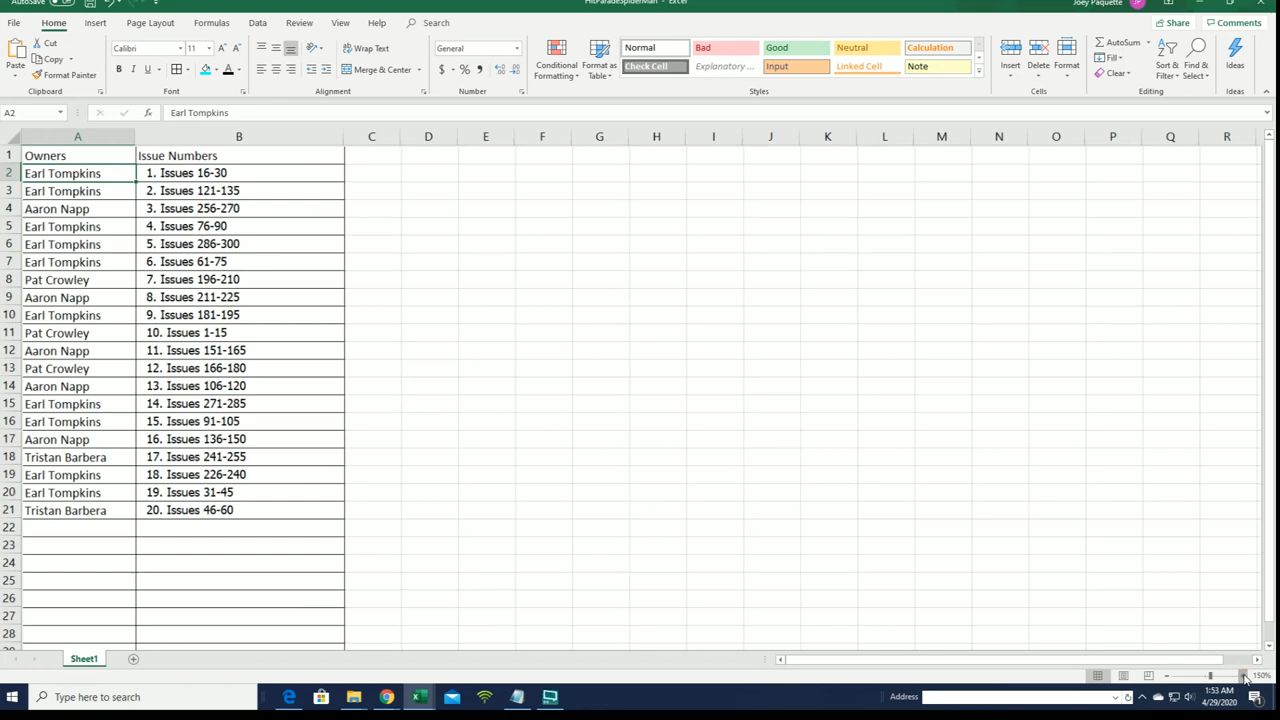 AutoSave Off HitParadeSpiderMan - Excel Joey Paquette JP
File Home Insert Page Layout Formulas Data Review View Help Search Share Comments
Paste Cut Copy Format Painter Clipboard
Calibri 11 Font
Wrap Text Merge & Center Alignment
General Number
Conditional Formatting Format as Table
Normal Bad Good Neutral Calculation
Check Cell Explanatory ... Input Linked Cell Note
Styles
Insert Delete Format Cells
AutoSum Fill Clear Sort & Filter Find & Select Editing
Ideas Ideas
A2 fx Earl Tompkins
A B C D E F G H I J K L M N O P Q R
1 Owners Issue Numbers
2 Earl Tompkins 1. Issues 16-30
3 Earl Tompkins 2. Issues 121-135
4 Aaron Napp 3. Issues 256-270
5 Earl Tompkins 4. Issues 76-90
6 Earl Tompkins 5. Issues 286-300
7 Earl Tompkins 6. Issues 61-75
8 Pat Crowley 7. Issues 196-210
9 Aaron Napp 8. Issues 211-225
10 Earl Tompkins 9. Issues 181-195
11 Pat Crowley 10. Issues 1-15
12 Aaron Napp 11. Issues 151-165
13 Pat Crowley 12. Issues 166-180
14 Aaron Napp 13. Issues 106-120
15 Earl Tompkins 14. Issues 271-285
16 Earl Tompkins 15. Issues 91-105
17 Aaron Napp 16. Issues 136-150
18 Tristan Barbera 17. Issues 241-255
19 Earl Tompkins 18. Issues 226-240
20 Earl Tompkins 19. Issues 31-45
21 Tristan Barbera 20. Issues 46-60
22
23
24
25
26
27
28
Sheet1
150%
Type here to search Address 1:53 AM
4/29/2020